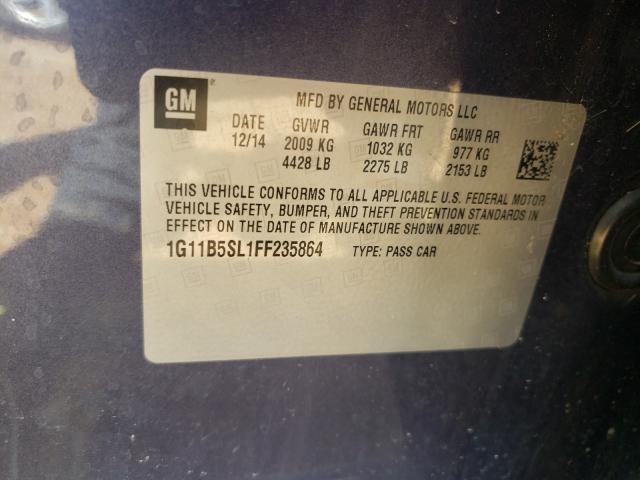 GM
MFD BY GENERAL MOTORS LLC
DATE GVWR GAWR FRT GAWR RR
12/14 2009 KG 1032 KG 977 KG
4428 LB 2275 LB 2153 LB
THIS VEHICLE CONFORMS TO ALL APPLICABLE U.S. FEDERAL MOTOR
VEHICLE SAFETY, BUMPER, AND THEFT PREVENTION STANDARDS IN
EFFECT ON THE DATE OF MANUFACTURE SHOWN ABOVE.
1G11B5SL1FF235864 TYPE: PASS CAR